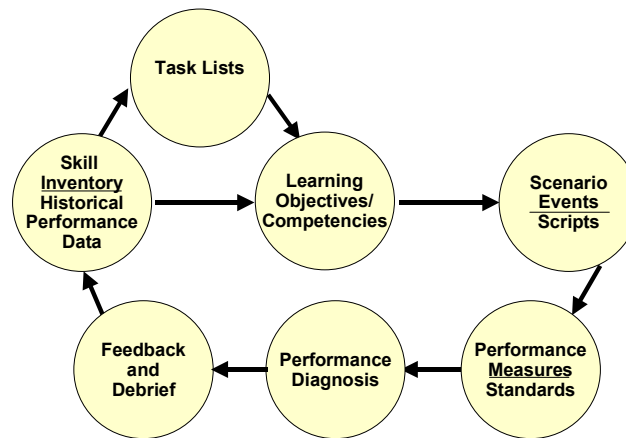 Task Lists
Skill
Inventory
Historical
Performance
Data
Learning
Objectives/
Competencies
Scenario
Events
Scripts
Feedback
and
Debrief
Performance
Diagnosis
Performance
Measures
Standards